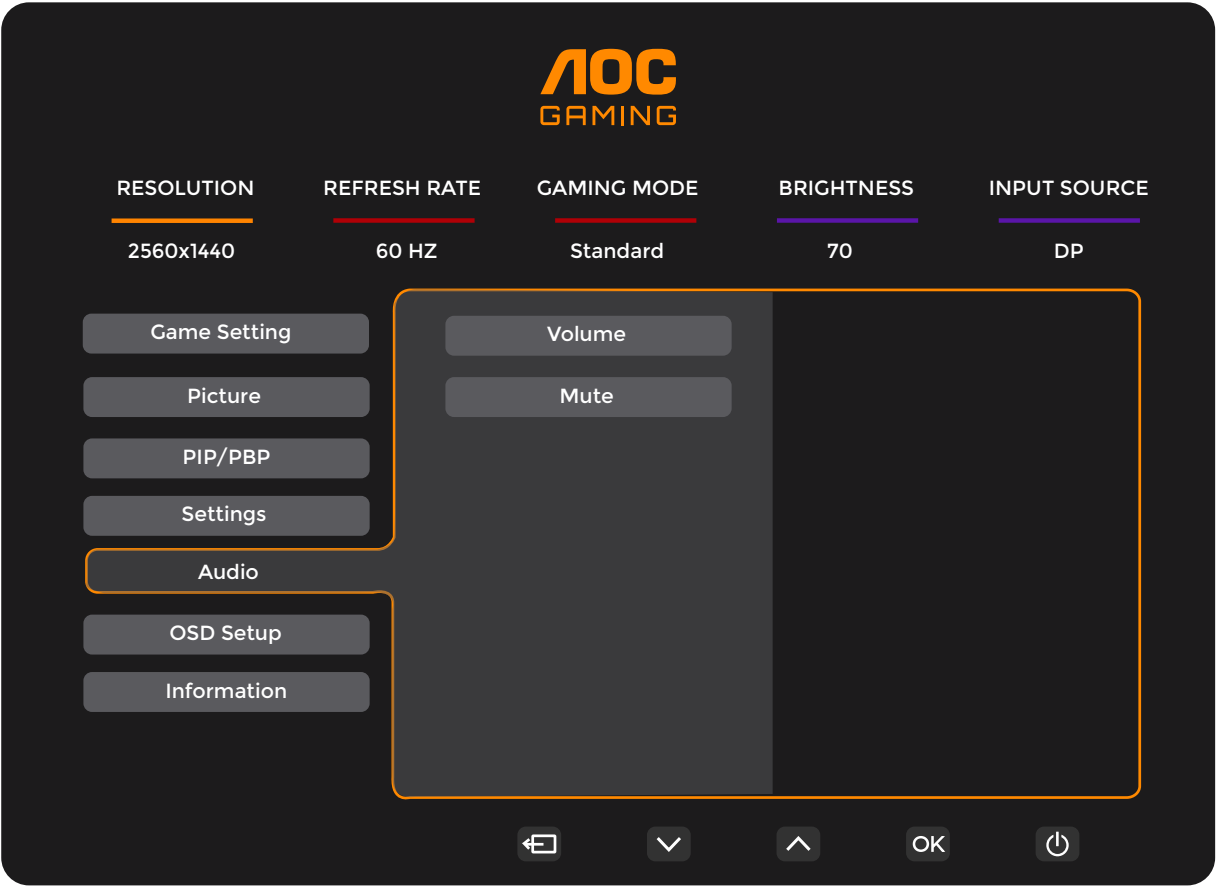 AOC
GAMING
RESOLUTION REFRESH RATE GAMING MODE BRIGHTNESS INPUT SOURCE
2560x1440 60 HZ Standard 70 DP
Game Setting
Volume
Picture
Mute
PIP/PBP
Settings
Audio
OSD Setup
Information
OK